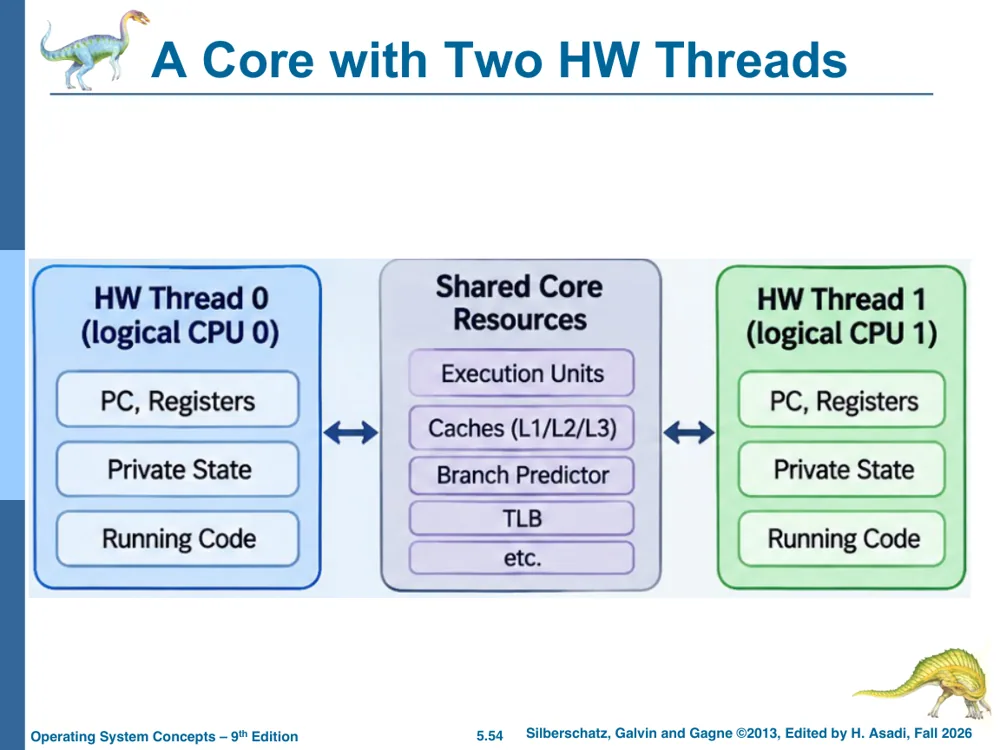 A Core with Two HW Threads
HW Thread 0
(logical CPU 0)
PC, Registers
Private State
Running Code
Shared Core
Resources
Execution Units
Caches (L1/L2/L3)
Branch Predictor
TLB
etc.
HW Thread 1
(logical CPU 1)
PC, Registers
Private State
Running Code
Operating System Concepts – 9th Edition
5.54
Silberschatz, Galvin and Gagne ©2013, Edited by H. Asadi, Fall 2026